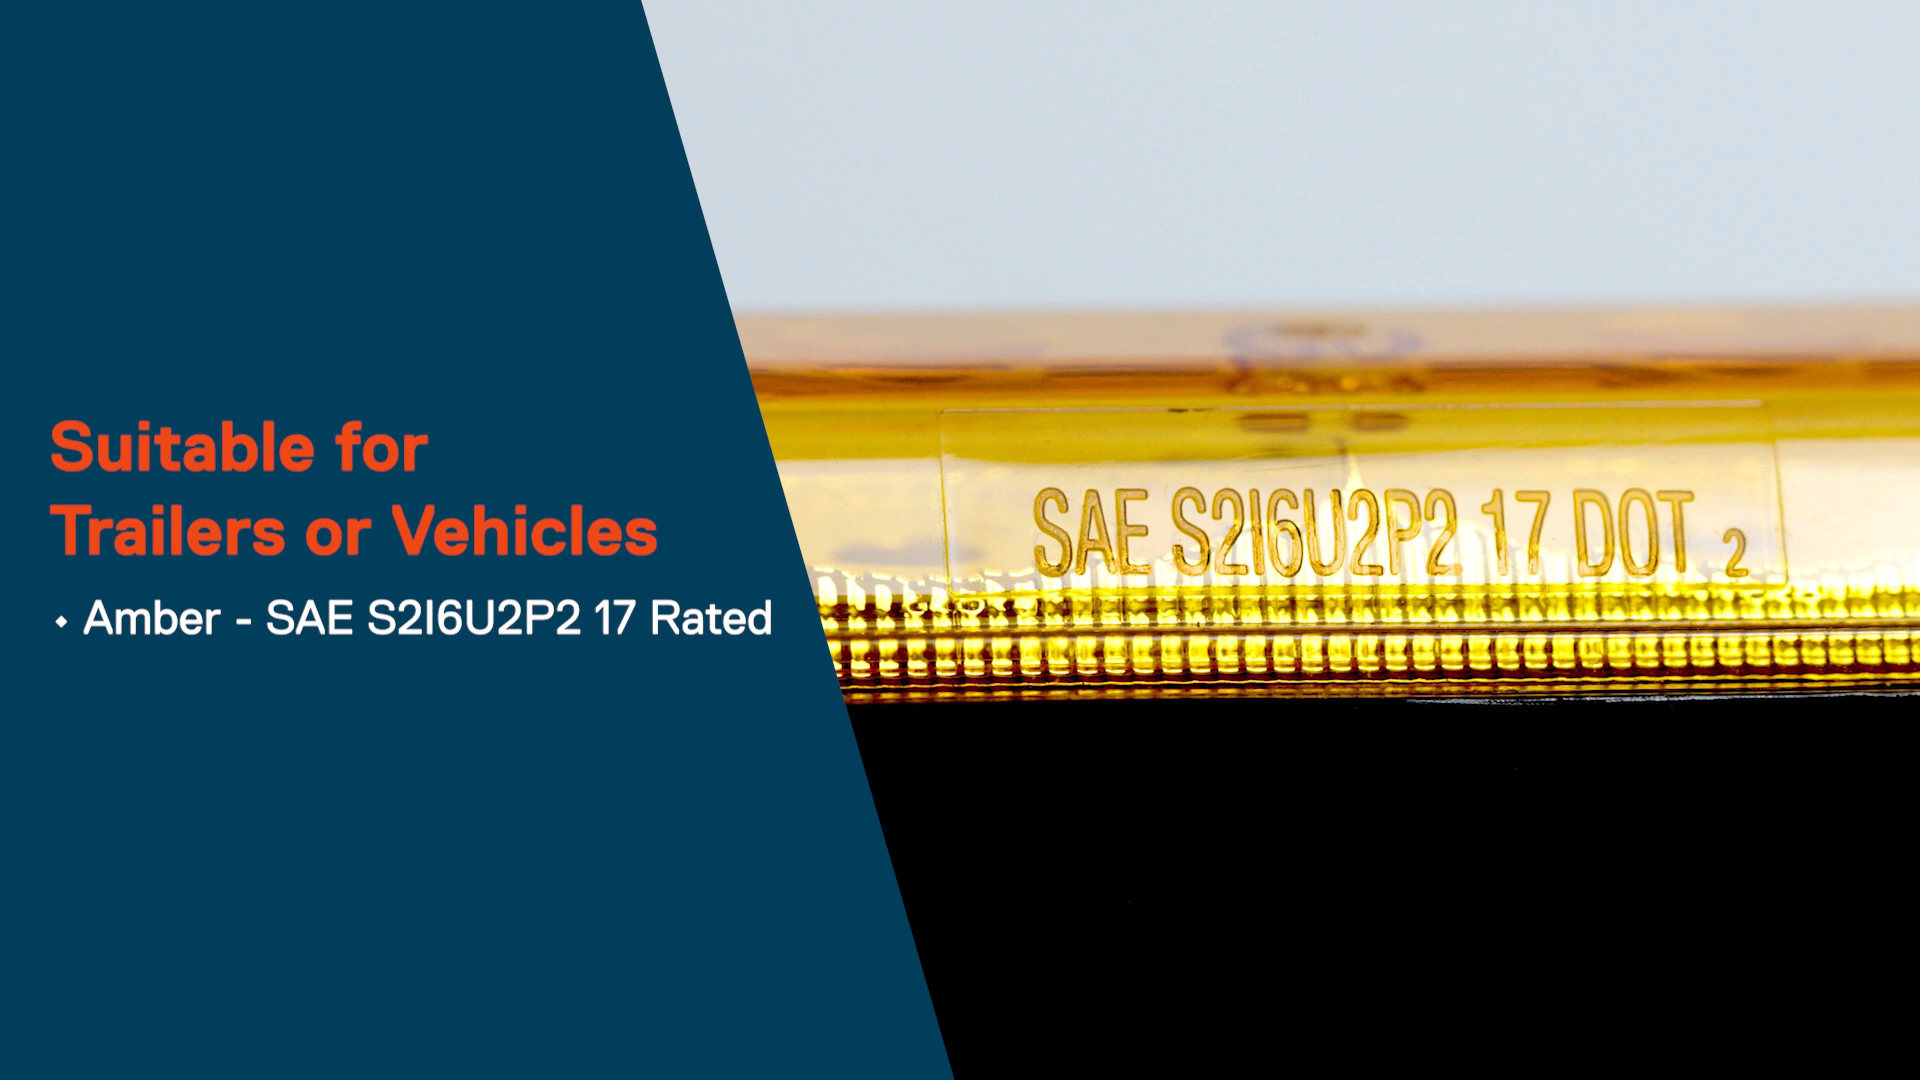 Suitable for
Trailers or Vehicles
• Amber - SAE S2I6U2P2 17 Rated
SAE S2I6U2P2 17 DOT 2